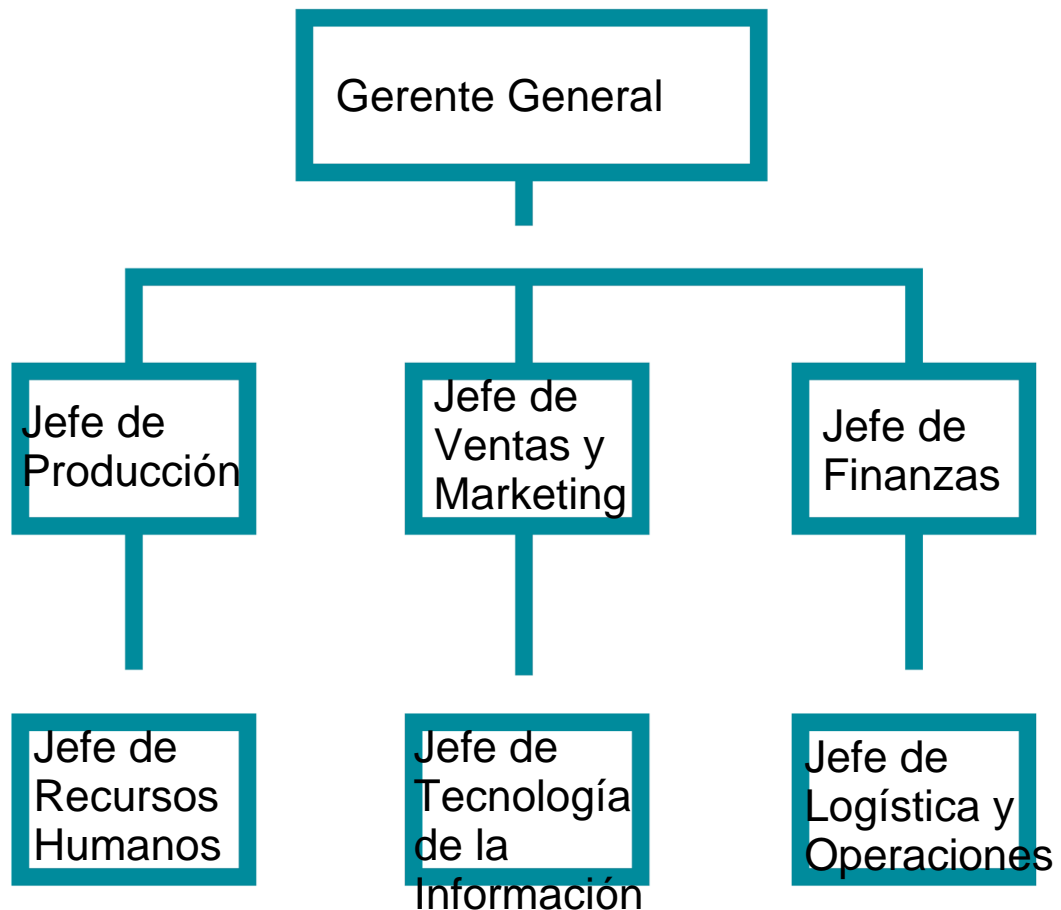 Gerente General
Jefe de
Producción
Jefe de
Ventas y
Marketing
Jefe de
Finanzas
Jefe de
Recursos
Humanos
Jefe de
Tecnología
de la
Información
Jefe de
Logística y
Operaciones